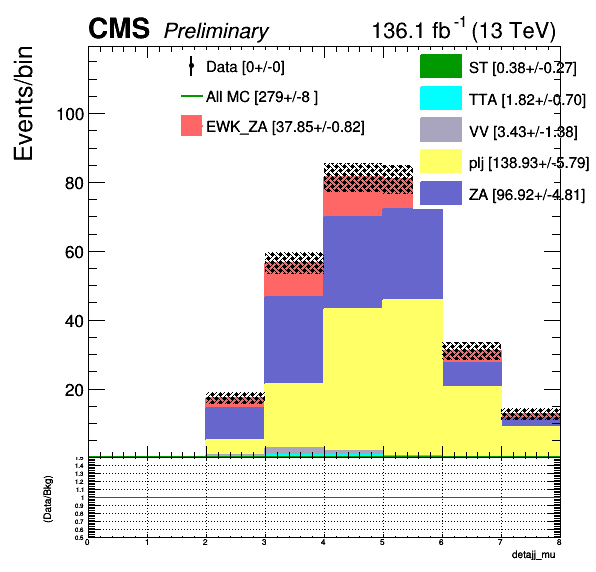 CMS Preliminary 136.1 fb⁻¹ (13 TeV)
Events/bin
Data [0+/-0]
All MC [279+/-8 ]
EWK_ZA [37.85+/-0.82]
ST [0.38+/-0.27]
TTA [1.82+/-0.70]
VV [3.43+/-1.38]
plj [138.93+/-5.79]
ZA [96.92+/-4.81]
100
80
60
40
20
(Data/Bkg)
1.5
1.4
1.3
1.2
1.1
1
0.9
0.8
0.7
0.6
0.5
0 1 2 3 4 5 6 7 8
detajj_mu